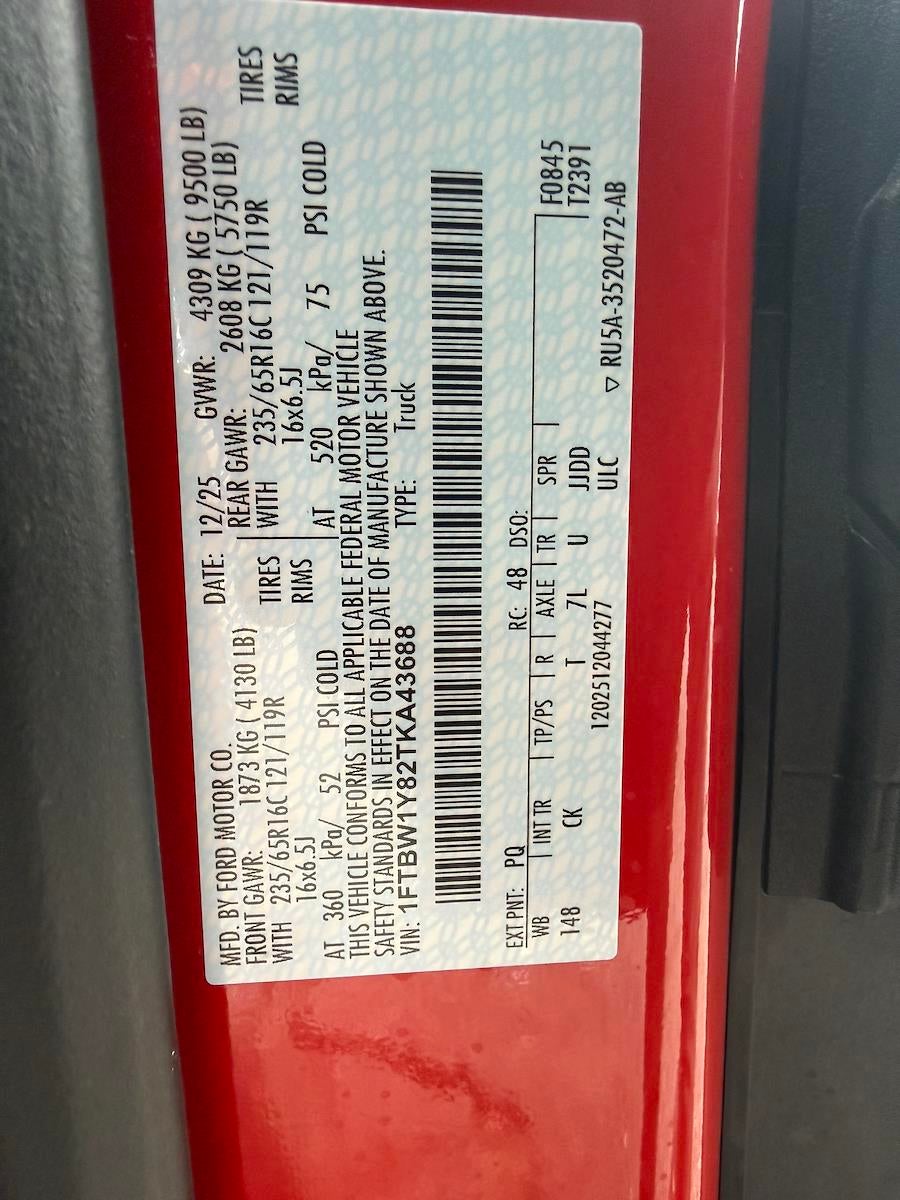 MFD. BY FORD MOTOR CO. DATE: 12/25 GVWR: 4309 KG ( 9500 LB)
FRONT GAWR: 1873 KG ( 4130 LB) REAR GAWR: 2608 KG ( 5750 LB)
WITH 235/65R16C 121/119R TIRES WITH 235/65R16C 121/119R TIRES
16x6.5J RIMS 16x6.5J RIMS
AT 360 kPa/ 52 PSI COLD AT 520 kPa/ 75 PSI COLD
THIS VEHICLE CONFORMS TO ALL APPLICABLE FEDERAL MOTOR VEHICLE
SAFETY STANDARDS IN EFFECT ON THE DATE OF MANUFACTURE SHOWN ABOVE.
VIN: 1FTBW1Y82TKA43688 TYPE: Truck
EXT PNT: PQ RC: 48 DSO: F0845
WB INT TR TP/PS R AXLE TR SPR T2391
148 CK T 7L U JJDD
120251204277 ULC ▽ RU5A-3520472-AB